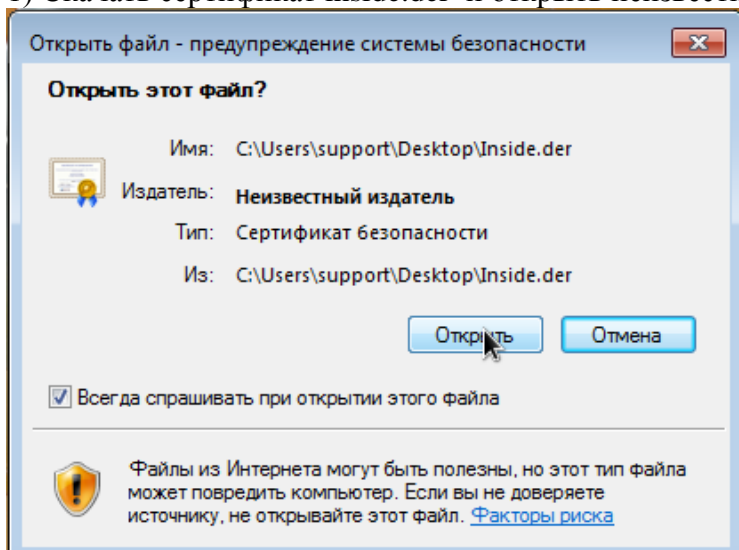 Открыть файл - предупреждение системы безопасности
Открыть этот файл?
Имя: C:\Users\support\Desktop\Inside.der
Издатель: Неизвестный издатель
Тип: Сертификат безопасности
Из: C:\Users\support\Desktop\Inside.der
Открыть Отмена
Всегда спрашивать при открытии этого файла
Файлы из Интернета могут быть полезны, но этот тип файла
может повредить компьютер. Если вы не доверяете
источнику, не открывайте этот файл. Факторы риска